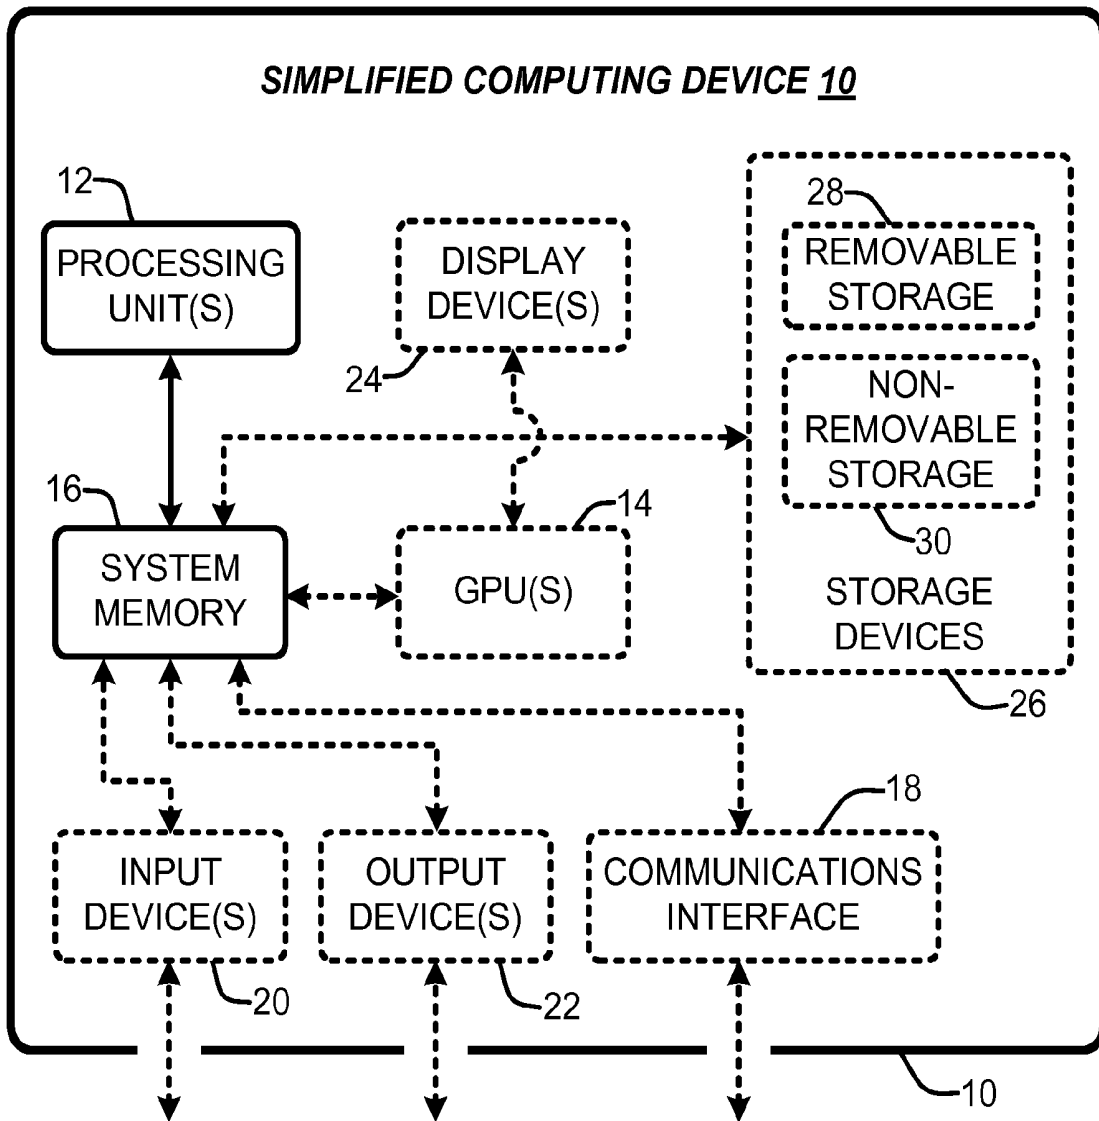 SIMPLIFIED COMPUTING DEVICE 10
12
PROCESSING
UNIT(S)
DISPLAY
DEVICE(S)
24
28
REMOVABLE
STORAGE
NON-
REMOVABLE
STORAGE
30
STORAGE
DEVICES
26
16
SYSTEM
MEMORY
14
GPU(S)
18
INPUT
DEVICE(S)
20
OUTPUT
DEVICE(S)
22
COMMUNICATIONS
INTERFACE
10